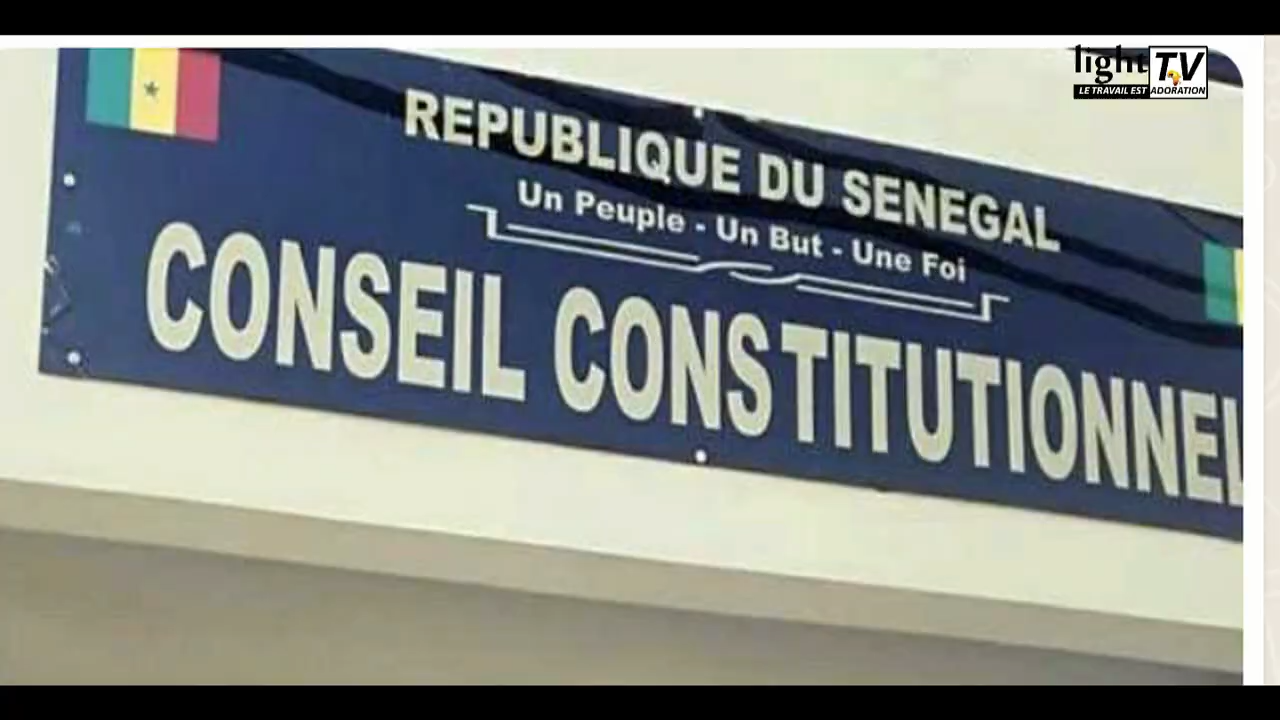 light TV
LE TRAVAIL EST ADORATION
REPUBLIQUE DU SENEGAL
Un Peuple - Un But - Une Foi
CONSEIL CONSTITUTIONNEL